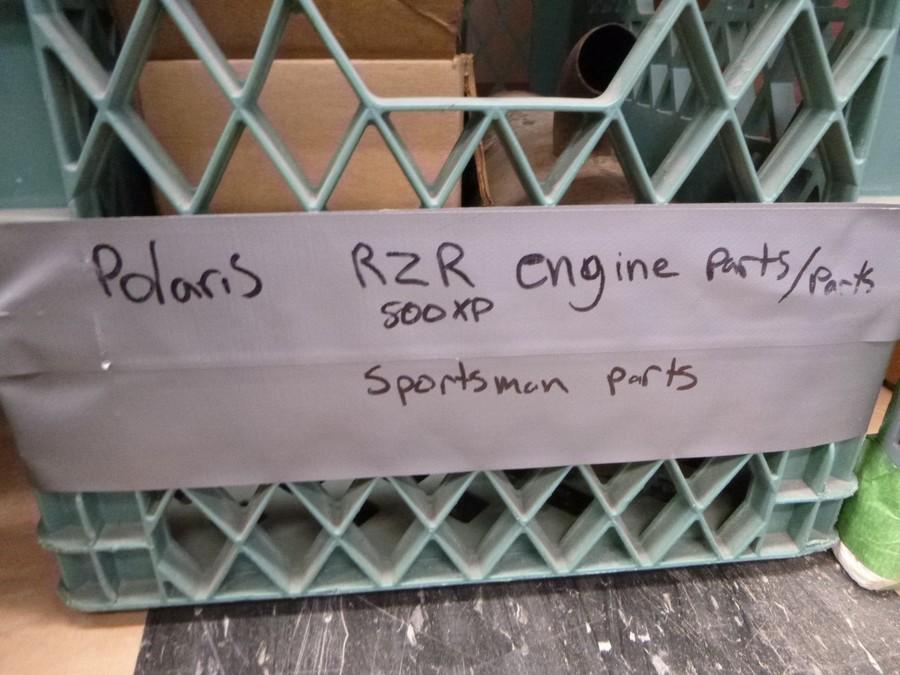 Polaris RZR Engine Parts/Parts
800XP
Sportsman parts